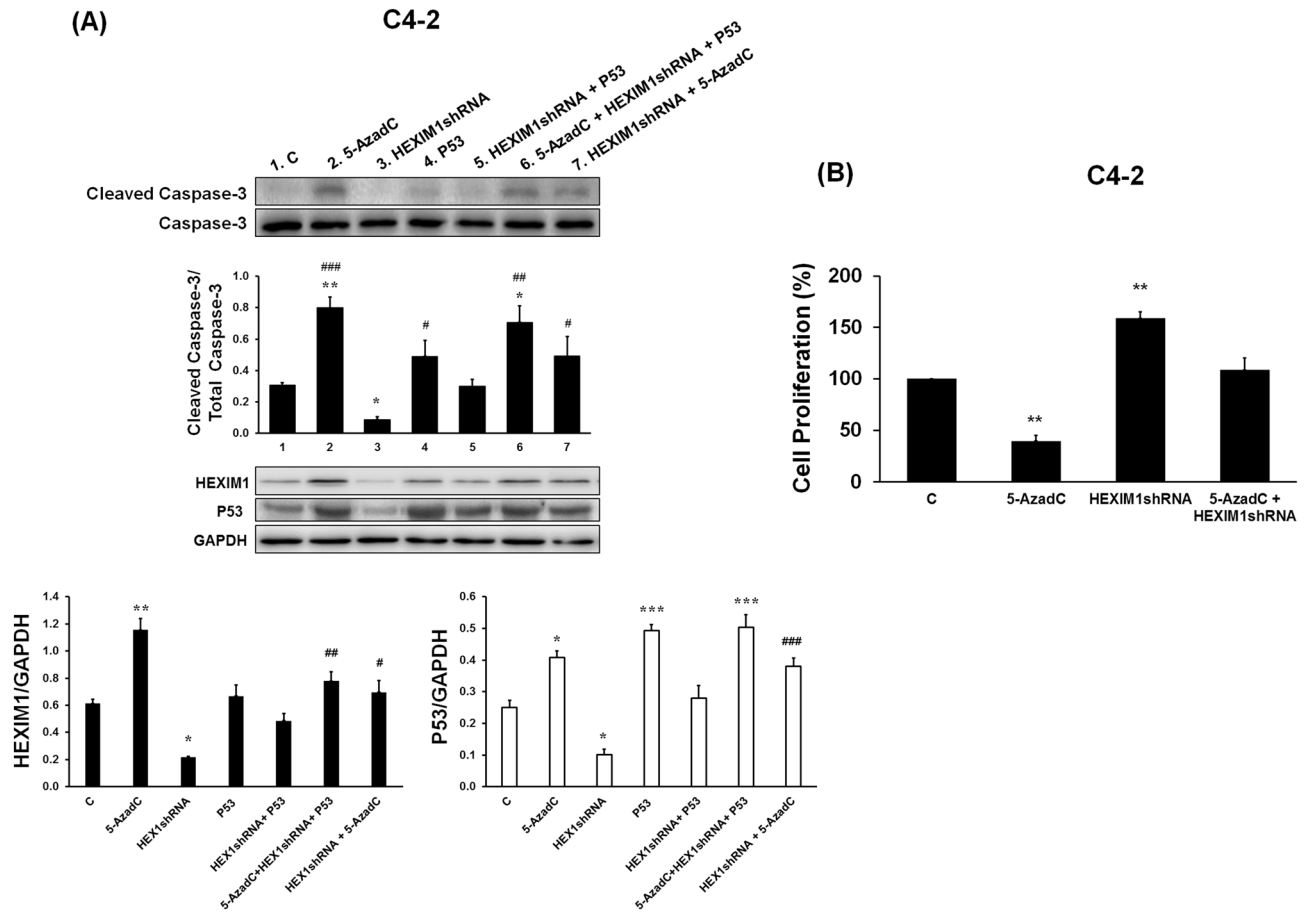 (A)
C4-2
1. C
2. 5-AzadC
3. HEXIM1shRNA
4. P53
5. HEXIM1shRNA + P53
6. 5-AzadC + HEXIM1shRNA + P53
7. HEXIM1shRNA + 5-AzadC
Cleaved Caspase-3
Caspase-3
Cleaved Caspase-3/
Total Caspase-3
1.0
0.8
0.6
0.4
0.2
0.0
###
**
*
#
##
*
#
1 2 3 4 5 6 7
HEXIM1
P53
GAPDH
HEXIM1/GAPDH
1.4
1.2
1.0
0.8
0.6
0.4
0.2
0.0
**
*
##
#
C
5-AzadC
HEX1shRNA
P53
HEX1shRNA+ P53
5-AzadC+HEX1shRNA+ P53
HEX1shRNA + 5-AzadC
P53/GAPDH
0.6
0.5
0.4
0.3
0.2
0.1
0.0
*
*
***
***
###
C
5-AzadC
HEX1shRNA
P53
HEX1shRNA+ P53
5-AzadC+HEX1shRNA+ P53
HEX1shRNA + 5-AzadC
(B)
C4-2
Cell Proliferation (%)
200
150
100
50
0
**
**
C
5-AzadC
HEXIM1shRNA
5-AzadC +
HEXIM1shRNA